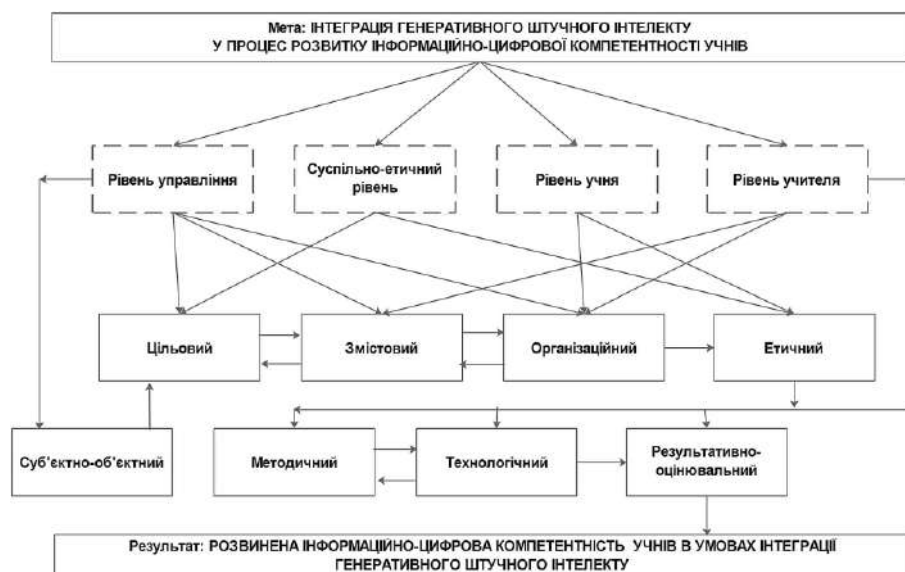 Мета: ІНТЕГРАЦІЯ ГЕНЕРАТИВНОГО ШТУЧНОГО ІНТЕЛЕКТУ
У ПРОЦЕС РОЗВИТКУ ІНФОРМАЦІЙНО-ЦИФРОВОЇ КОМПЕТЕНТНОСТІ УЧНІВ
Рівень управління
Суспільно-етичний
рівень
Рівень учня
Рівень учителя
Цільовий
Змістовий
Організаційний
Етичний
Суб'єктно-об'єктний
Методичний
Технологічний
Результативно-
оцінювальний
Результат: РОЗВИНЕНА ІНФОРМАЦІЙНО-ЦИФРОВА КОМПЕТЕНТНІСТЬ УЧНІВ В УМОВАХ ІНТЕГРАЦІЇ
ГЕНЕРАТИВНОГО ШТУЧНОГО ІНТЕЛЕКТУ